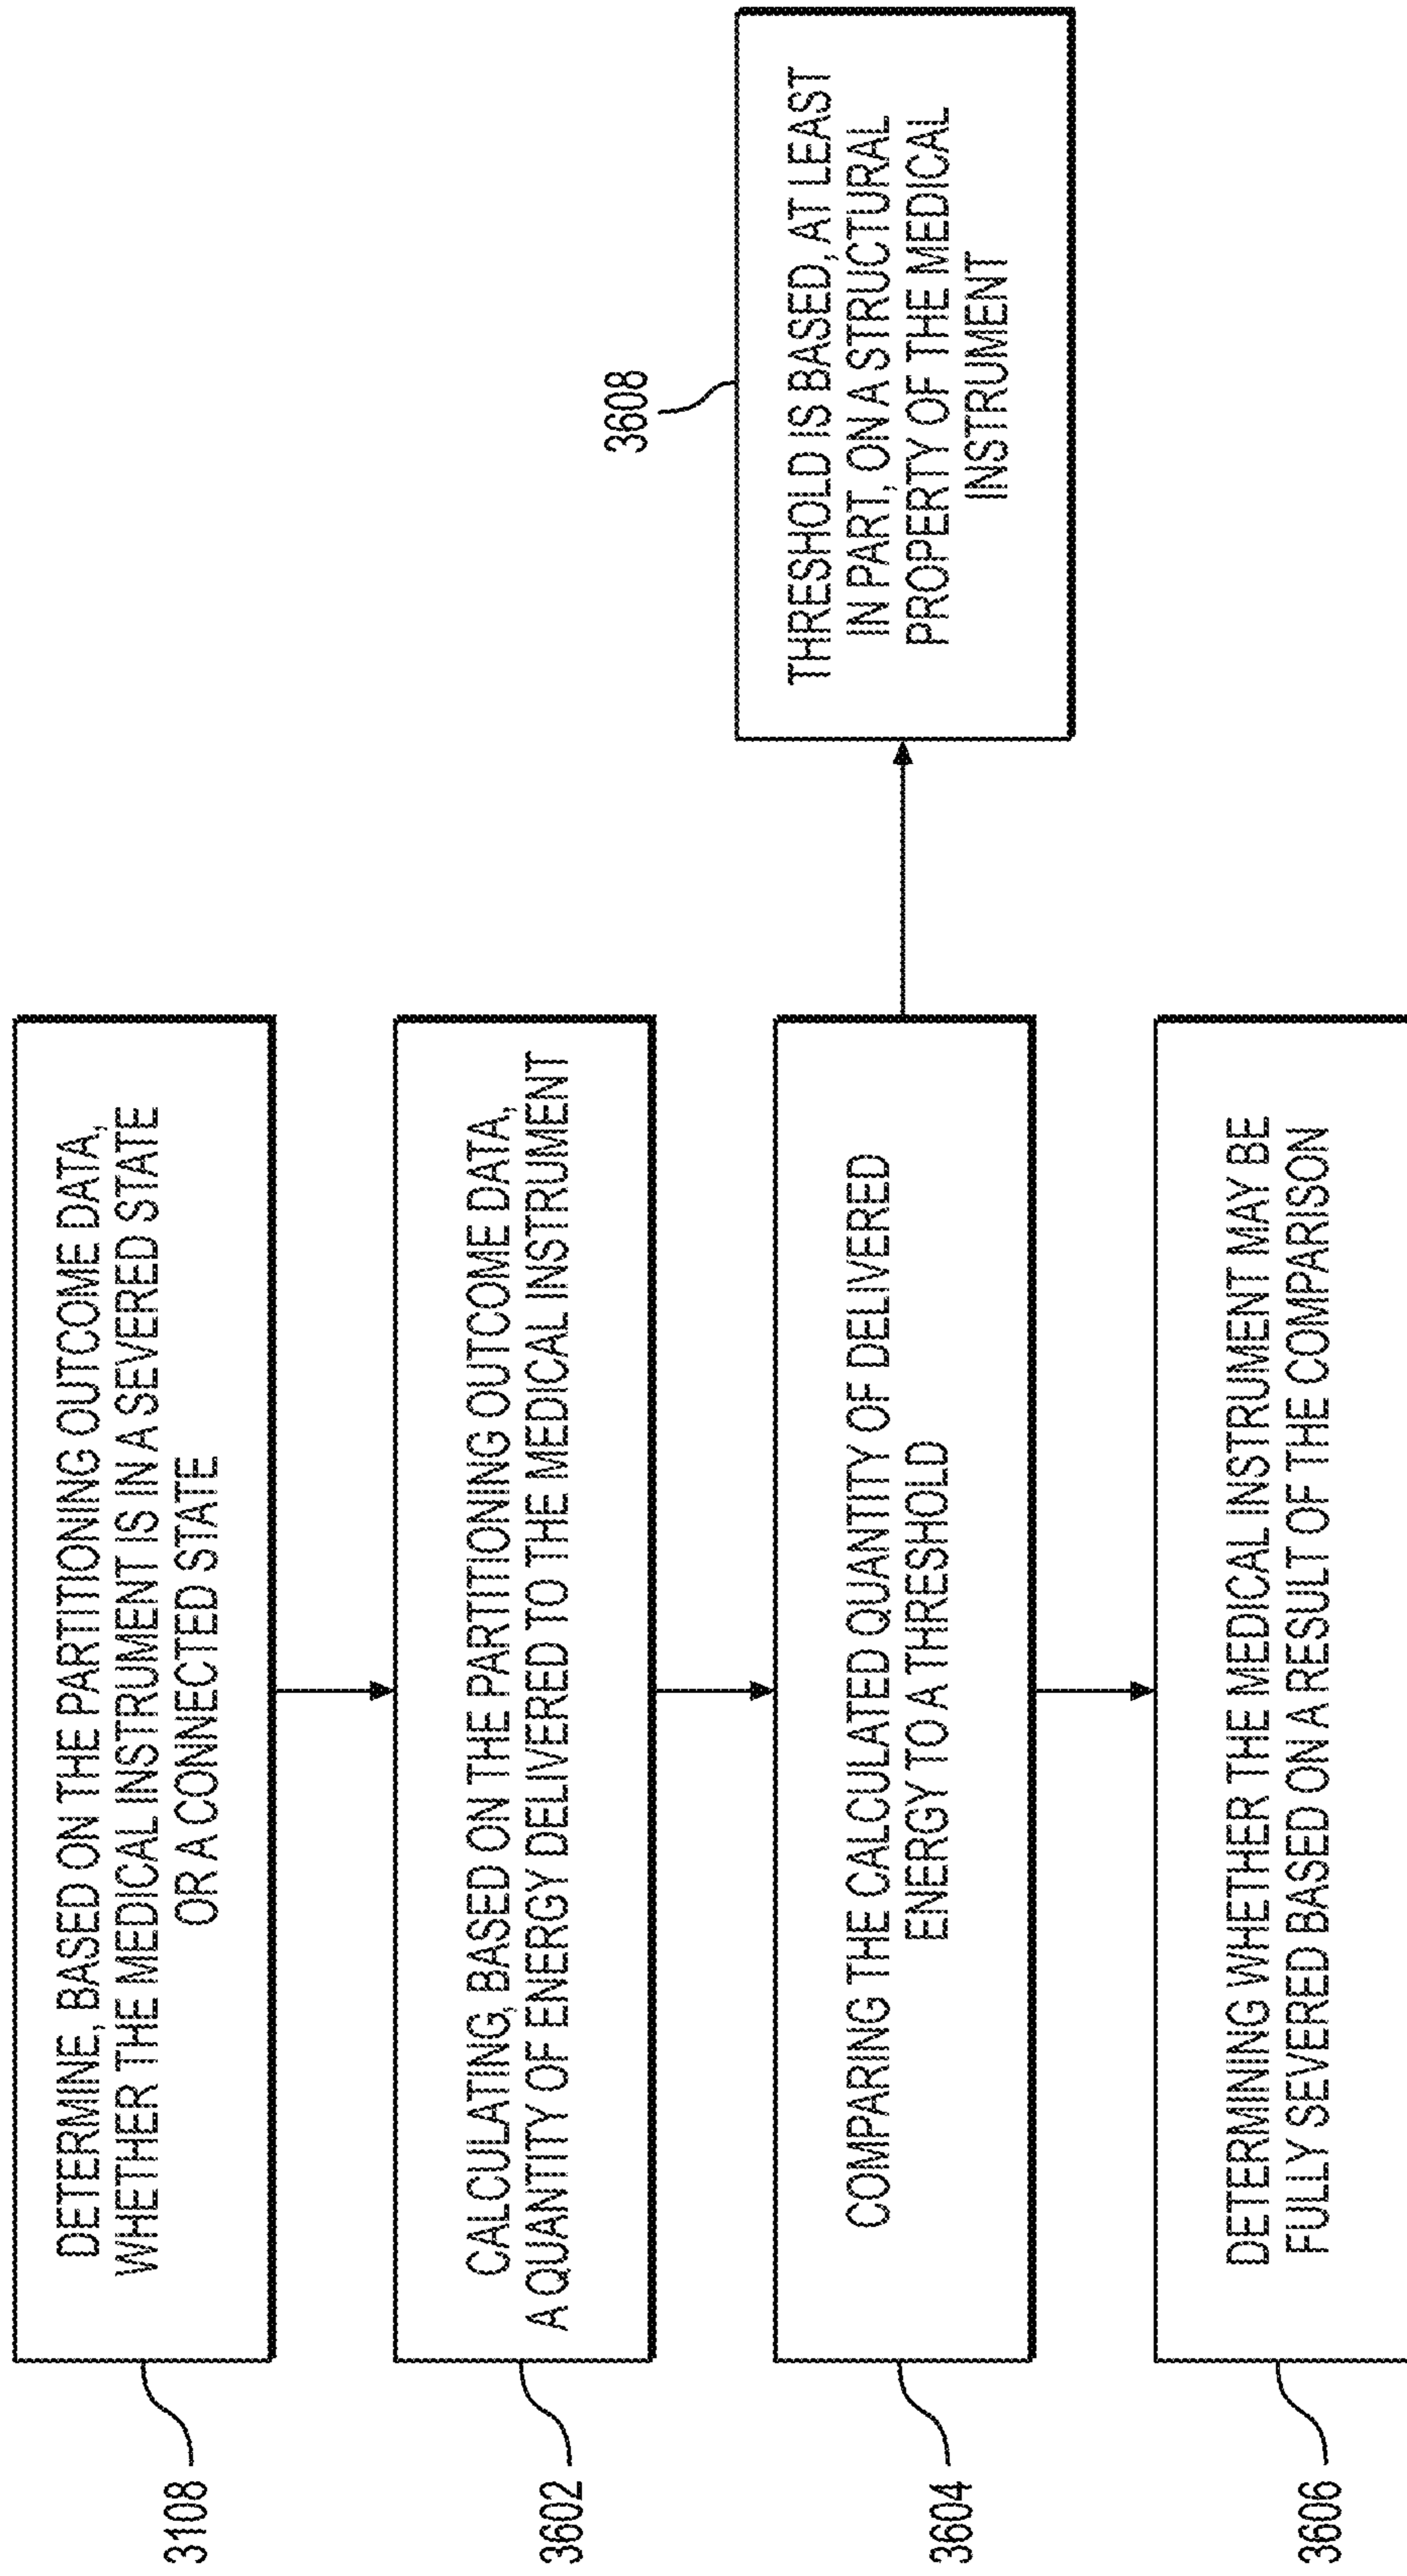 3108
DETERMINE, BASED ON THE PARTITIONING OUTCOME DATA,
WHETHER THE MEDICAL INSTRUMENT IS IN A SEVERED STATE
OR A CONNECTED STATE
3602
CALCULATING, BASED ON THE PARTITIONING OUTCOME DATA,
A QUANTITY OF ENERGY DELIVERED TO THE MEDICAL INSTRUMENT
3604
COMPARING THE CALCULATED QUANTITY OF DELIVERED
ENERGY TO A THRESHOLD
3608
THRESHOLD IS BASED, AT LEAST
IN PART, ON A STRUCTURAL
PROPERTY OF THE MEDICAL
INSTRUMENT
3606
DETERMINING WHETHER THE MEDICAL INSTRUMENT MAY BE
FULLY SEVERED BASED ON A RESULT OF THE COMPARISON